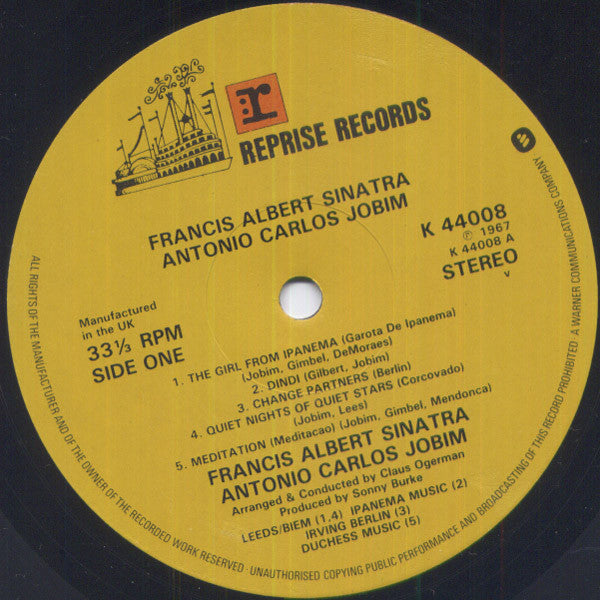 r
REPRISE RECORDS
FRANCIS ALBERT SINATRA
ANTONIO CARLOS JOBIM
K 44008
℗ 1967
K 44008 A
STEREO
V
Manufactured
in the UK
33⅓ RPM
SIDE ONE
1. THE GIRL FROM IPANEMA (Garota De Ipanema)
(Jobim, Gimbel, DeMoraes)
2. DINDI (Gilbert, Jobim)
3. CHANGE PARTNERS (Berlin)
4. QUIET NIGHTS OF QUIET STARS (Corcovado)
(Jobim, Lees)
5. MEDITATION (Meditacao) (Jobim, Gimbel, Mendonca)
FRANCIS ALBERT SINATRA
ANTONIO CARLOS JOBIM
Arranged & Conducted by Claus Ogerman
Produced by Sonny Burke
LEEDS/BIEM (1,4) IPANEMA MUSIC (2)
IRVING BERLIN (3)
DUCHESS MUSIC (5)
ALL RIGHTS OF THE MANUFACTURER AND OF THE OWNER OF THE RECORDED WORK RESERVED · UNAUTHORISED COPYING PUBLIC PERFORMANCE AND BROADCASTING OF THIS RECORD PROHIBITED · A WARNER COMMUNICATIONS COMPANY